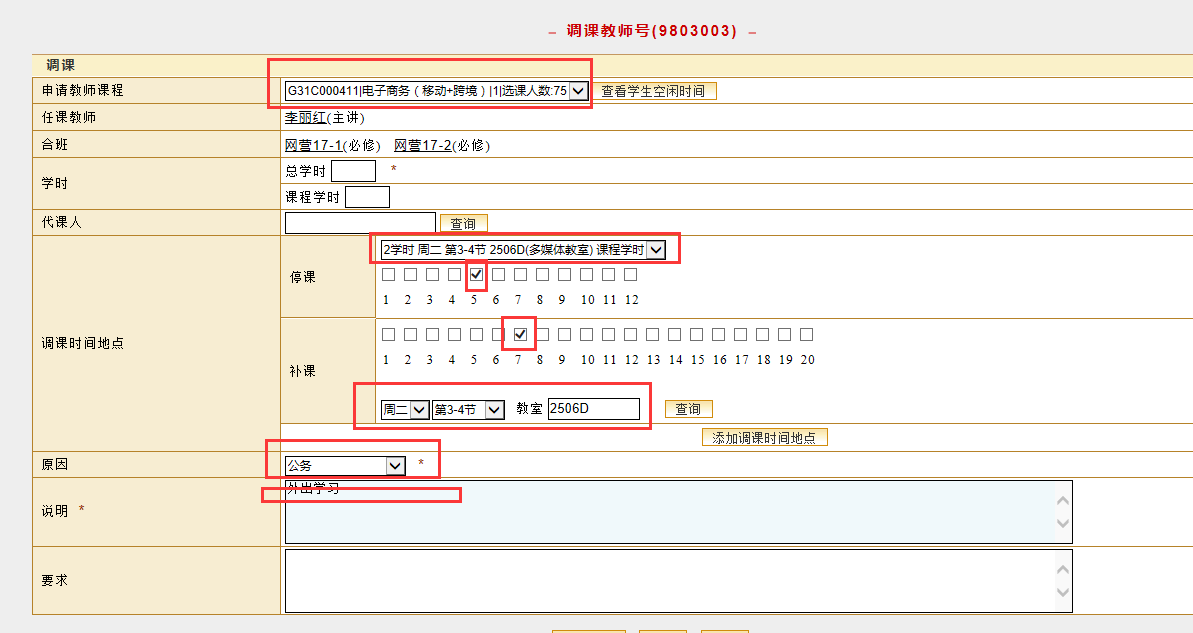 – 调课教师号(9803003) –
调课
申请教师课程 G31C000411|电子商务（移动+跨境）|1|选课人数:75 查看学生空闲时间
任课教师 李丽红(主讲)
合班 网营17-1(必修) 网营17-2(必修)
学时
总学时 *
课程学时
代课人 查询
调课时间地点
停课
2学时 周二 第3-4节 2506D(多媒体教室) 课程学时
1 2 3 4 5 6 7 8 9 10 11 12
补课
1 2 3 4 5 6 7 8 9 10 11 12 13 14 15 16 17 18 19 20
周二 第3-4节 教室 2506D 查询
添加调课时间地点
原因 公务 *
说明 * 外出学习
要求